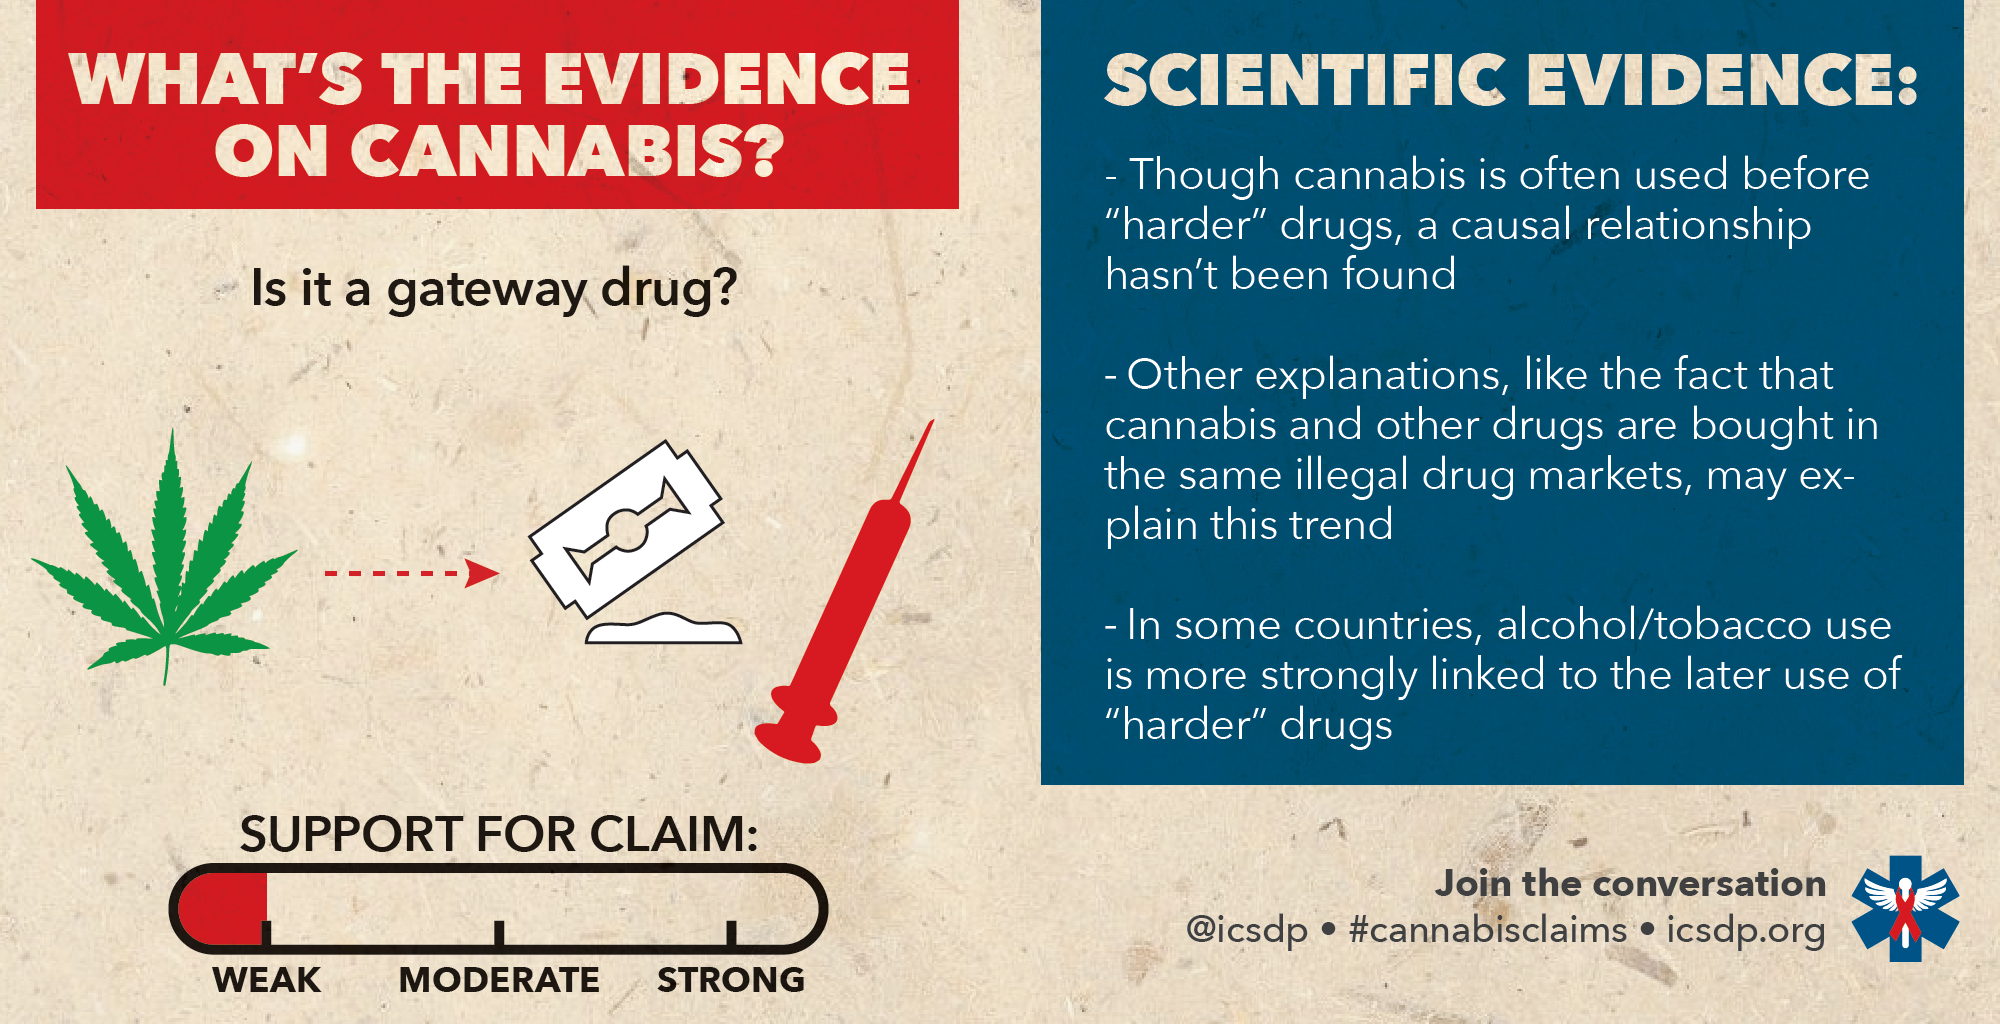 WHAT'S THE EVIDENCE
ON CANNABIS?
Is it a gateway drug?
SUPPORT FOR CLAIM:
WEAK MODERATE STRONG
SCIENTIFIC EVIDENCE:
- Though cannabis is often used before
“harder” drugs, a causal relationship
hasn't been found
- Other explanations, like the fact that
cannabis and other drugs are bought in
the same illegal drug markets, may ex-
plain this trend
- In some countries, alcohol/tobacco use
is more strongly linked to the later use of
“harder” drugs
Join the conversation
@icsdp • #cannabisclaims • icsdp.org